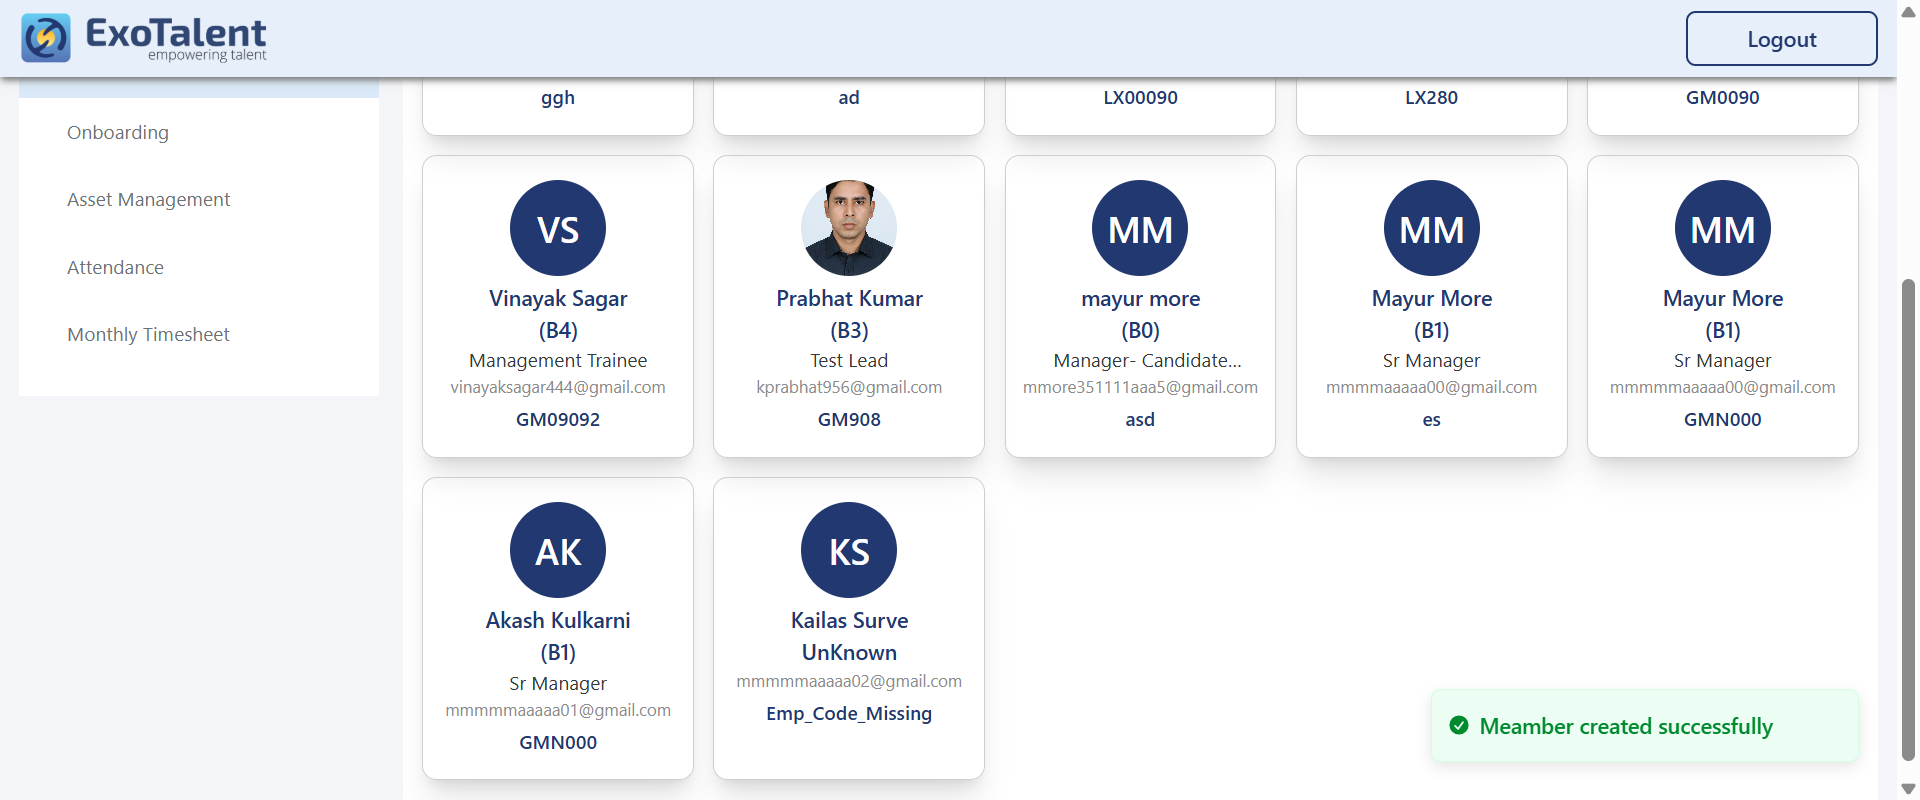 ExoTalent
empowering talent
Logout
Onboarding
Asset Management
Attendance
Monthly Timesheet
ggh
ad
LX00090
LX280
GM0090
VS
Vinayak Sagar
(B4)
Management Trainee
vinayaksagar444@gmail.com
GM09092
Prabhat Kumar
(B3)
Test Lead
kprabhat956@gmail.com
GM908
MM
mayur more
(B0)
Manager- Candidate...
mmore351111aaa5@gmail.com
asd
MM
Mayur More
(B1)
Sr Manager
mmmmaaaaa00@gmail.com
es
MM
Mayur More
(B1)
Sr Manager
mmmmmaaaaa00@gmail.com
GMN000
AK
Akash Kulkarni
(B1)
Sr Manager
mmmmmaaaaa01@gmail.com
GMN000
KS
Kailas Surve
UnKnown
mmmmmaaaaa02@gmail.com
Emp_Code_Missing
Meamber created successfully